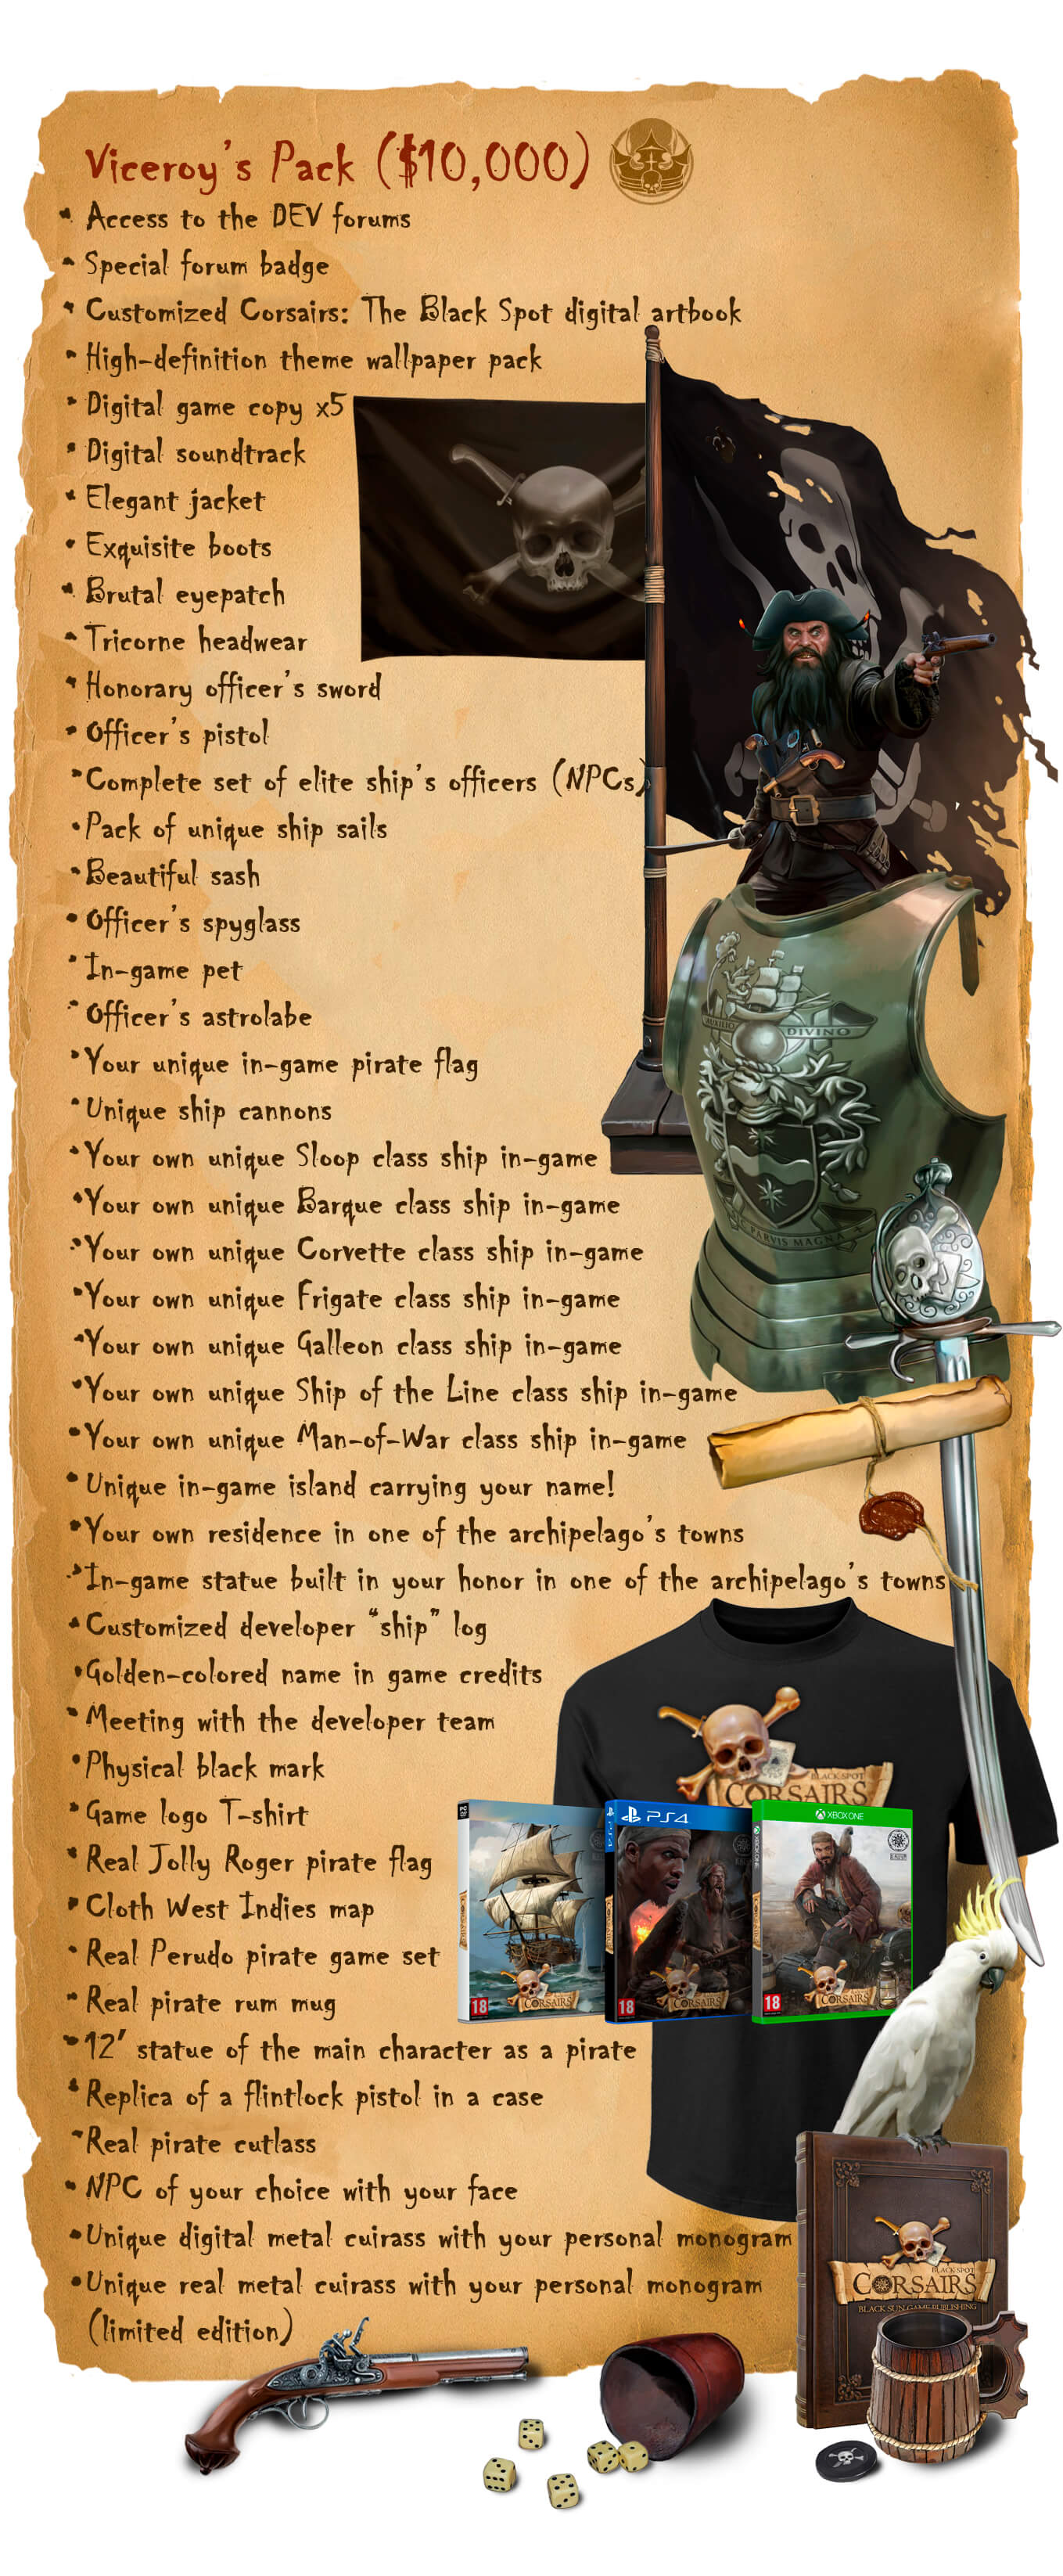 Viceroy's Pack ($10,000)
• Access to the DEV forums
• Special forum badge
• Customized Corsairs: The Black Spot digital artbook
• High-definition theme wallpaper pack
• Digital game copy x5
• Digital soundtrack
• Elegant jacket
• Exquisite boots
• Brutal eyepatch
• Tricorne headwear
• Honorary officer's sword
• Officer's pistol
• Complete set of elite ship's officers (NPCs)
• Pack of unique ship sails
• Beautiful sash
• Officer's spyglass
• In-game pet
• Officer's astrolabe
AUXILIO DIVINO
• Your unique in-game pirate flag
• Unique ship cannons
• Your own unique Sloop class ship in-game
• Your own unique Barque class ship in-game
PARVIS MAGNA
• Your own unique Corvette class ship in-game
• Your own unique Frigate class ship in-game
• Your own unique Galleon class ship in-game
• Your own unique Ship of the Line class ship in-game
• Your own unique Man-of-War class ship in-game
• Unique in-game island carrying your name!
• Your own residence in one of the archipelago's towns
• In-game statue built in your honor in one of the archipelago's towns
• Customized developer “ship” log
• Golden-colored name in game credits
• Meeting with the developer team
• Physical black mark
BLACK SPOT
CORSAIRS
• Game logo T-shirt
PS4
XBOX ONE
• Real Jolly Roger pirate flag
• Cloth West Indies map
• Real Perudo pirate game set
• Real pirate rum mug
18 CORSAIRS
18 CORSAIRS
18 CORSAIRS
• 12' statue of the main character as a pirate
• Replica of a flintlock pistol in a case
• Real pirate cutlass
• NPC of your choice with your face
• Unique digital metal cuirass with your personal monogram
• Unique real metal cuirass with your personal monogram
(limited edition)
BLACK SPOT
CORSAIRS
BLACK SUN GAME PUBLISHING